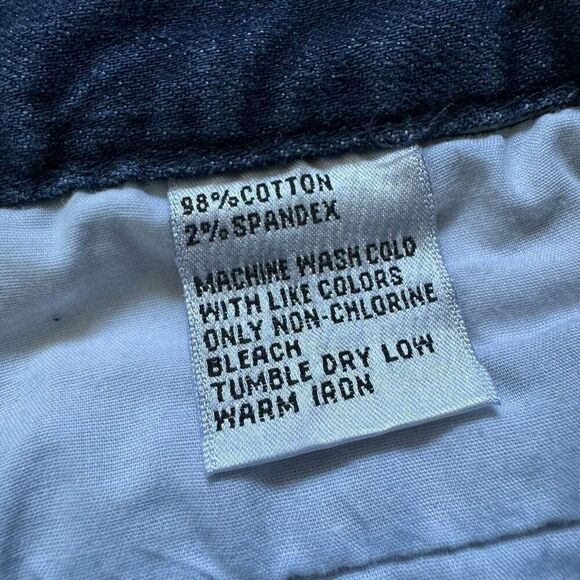 98% COTTON
2% SPANDEX
MACHINE WASH COLD
WITH LIKE COLORS
ONLY NON-CHLORINE
BLEACH
TUMBLE DRY LOW
WARM IRON